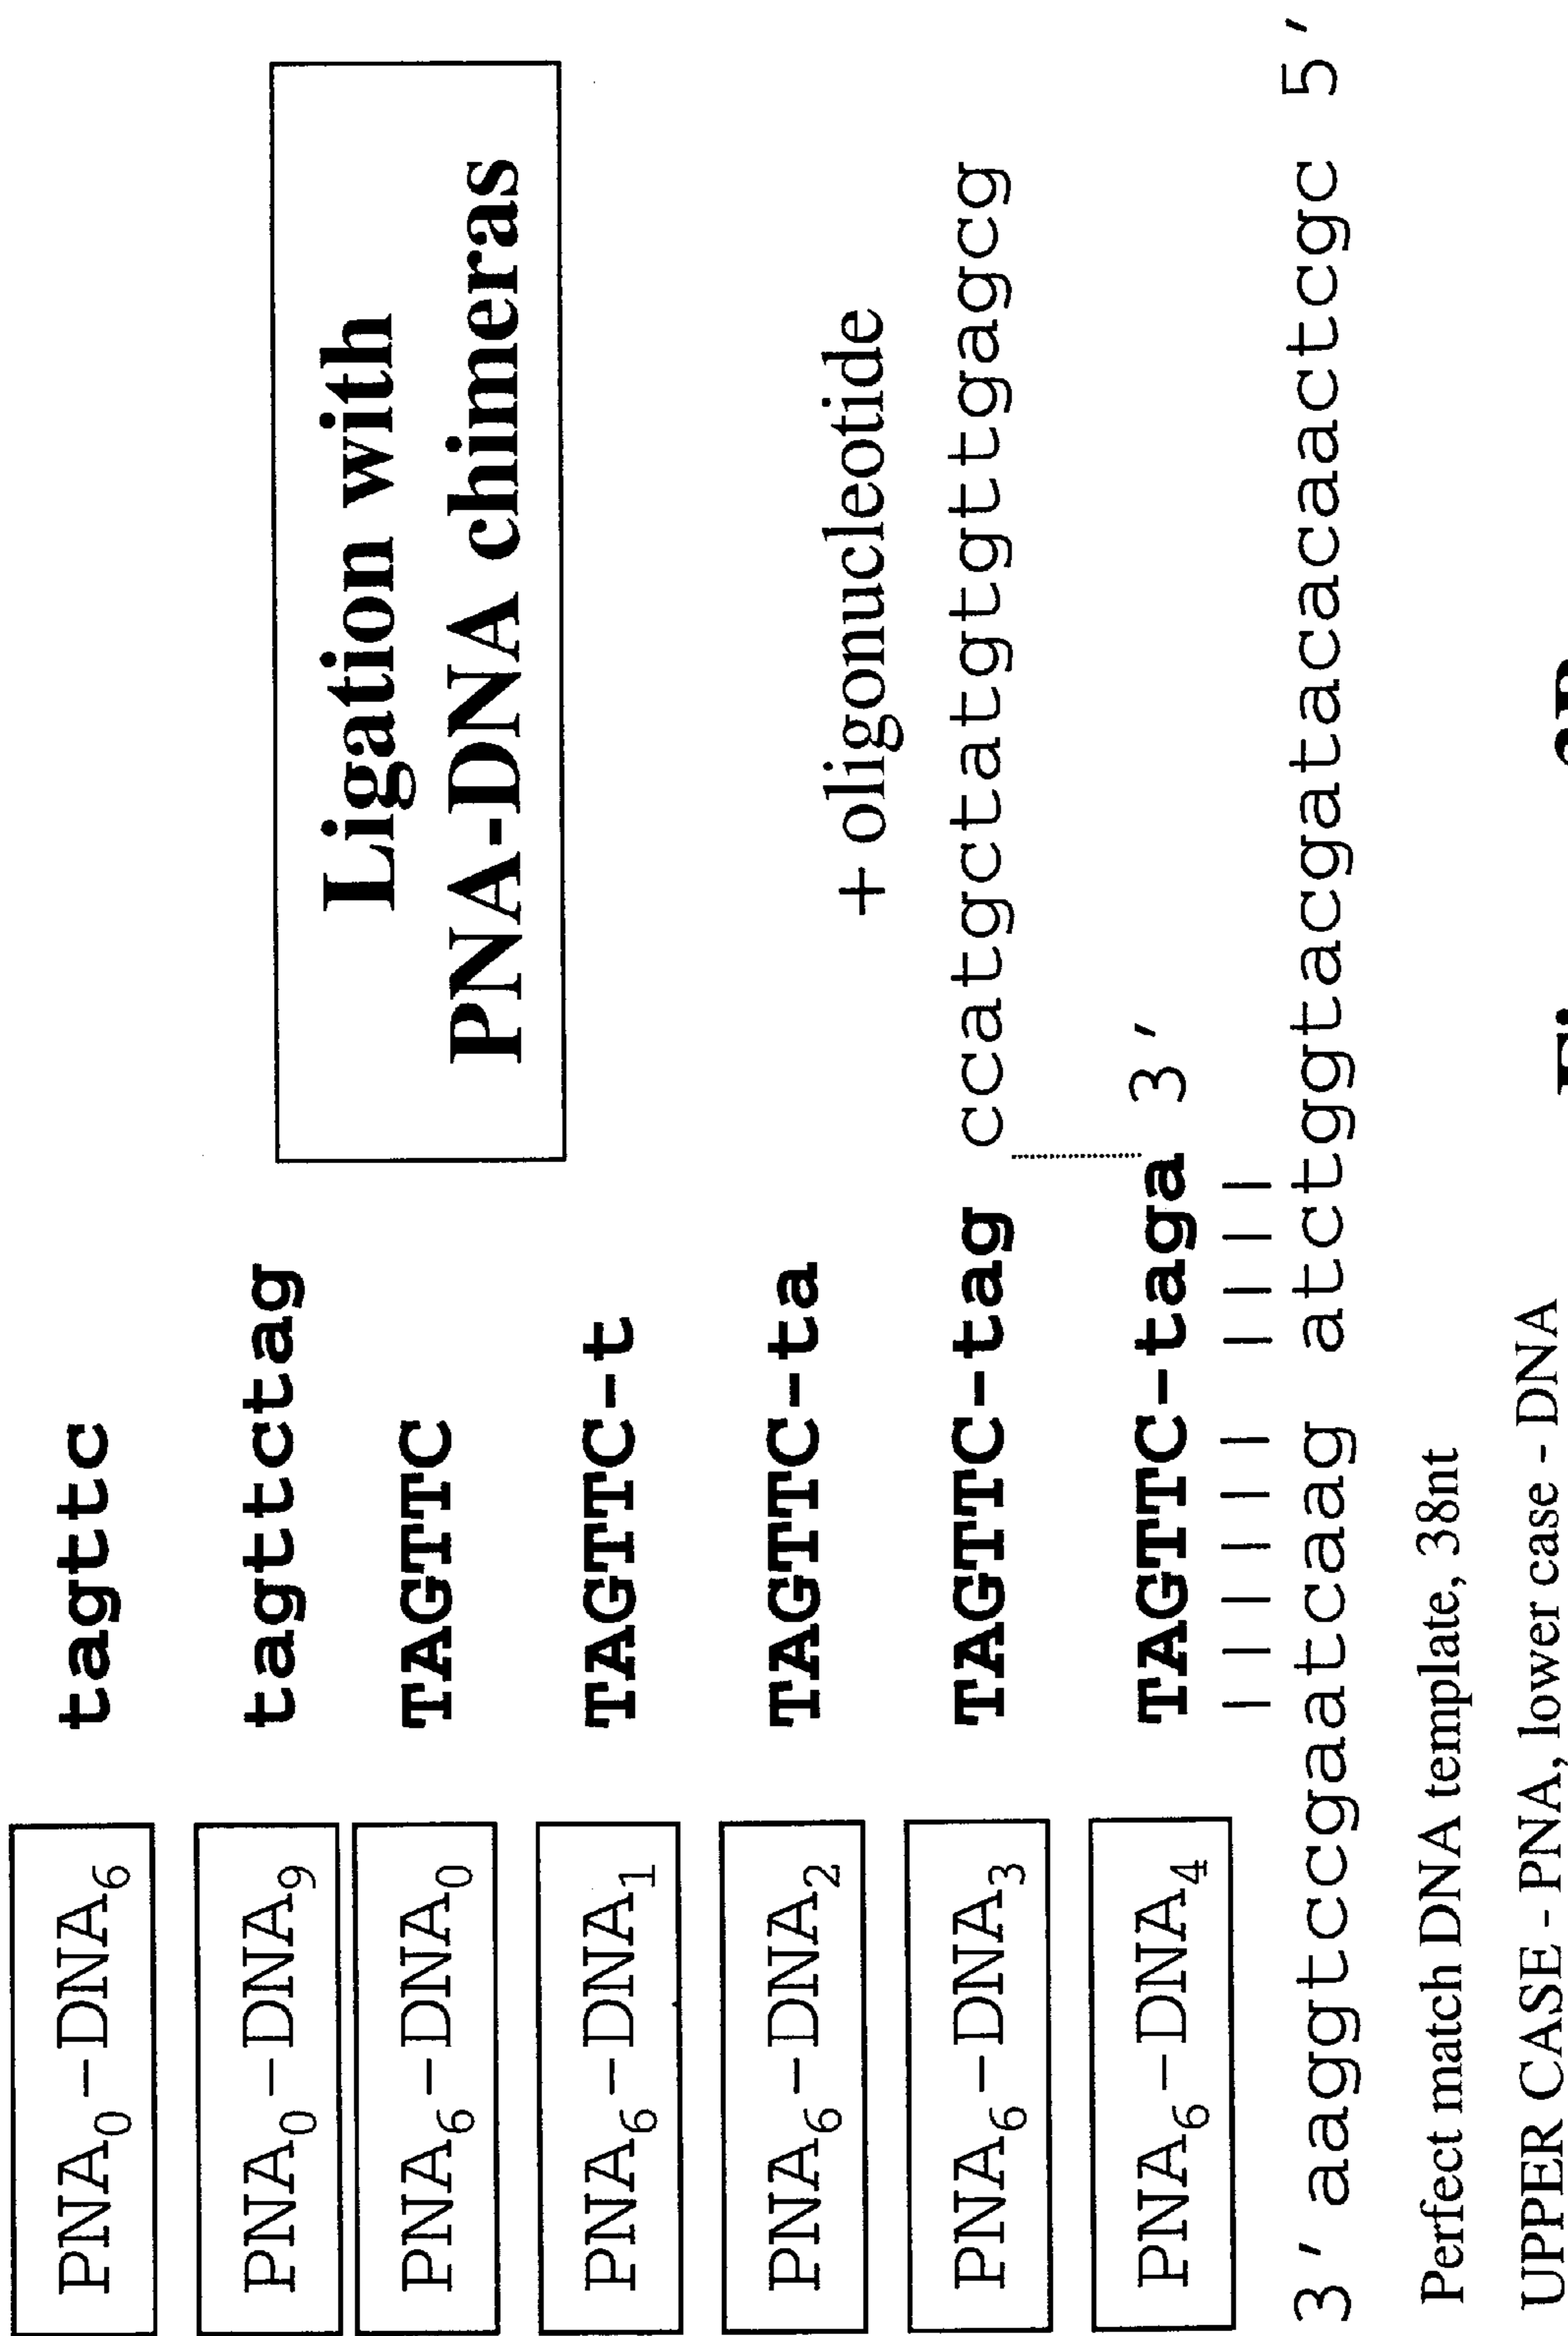 Ligation with
PNA-DNA chimeras
PNA₀-DNA₆ tagttc
PNA₀-DNA₉ tagttctag
PNA₆-DNA₀ TAGTTC
PNA₆-DNA₁ TAGTTC-t
PNA₆-DNA₂ TAGTTC-ta
+ oligonucleotide
PNA₆-DNA₃ TAGTTC-tag ccatgctatgtgttgagcg
PNA₆-DNA₄ TAGTTC-taga 3'
3' aaggtccgaatcaag atctggtacgatacacaactcgc 5'
Perfect match DNA template, 38nt
UPPER CASE - PNA, lower case - DNA